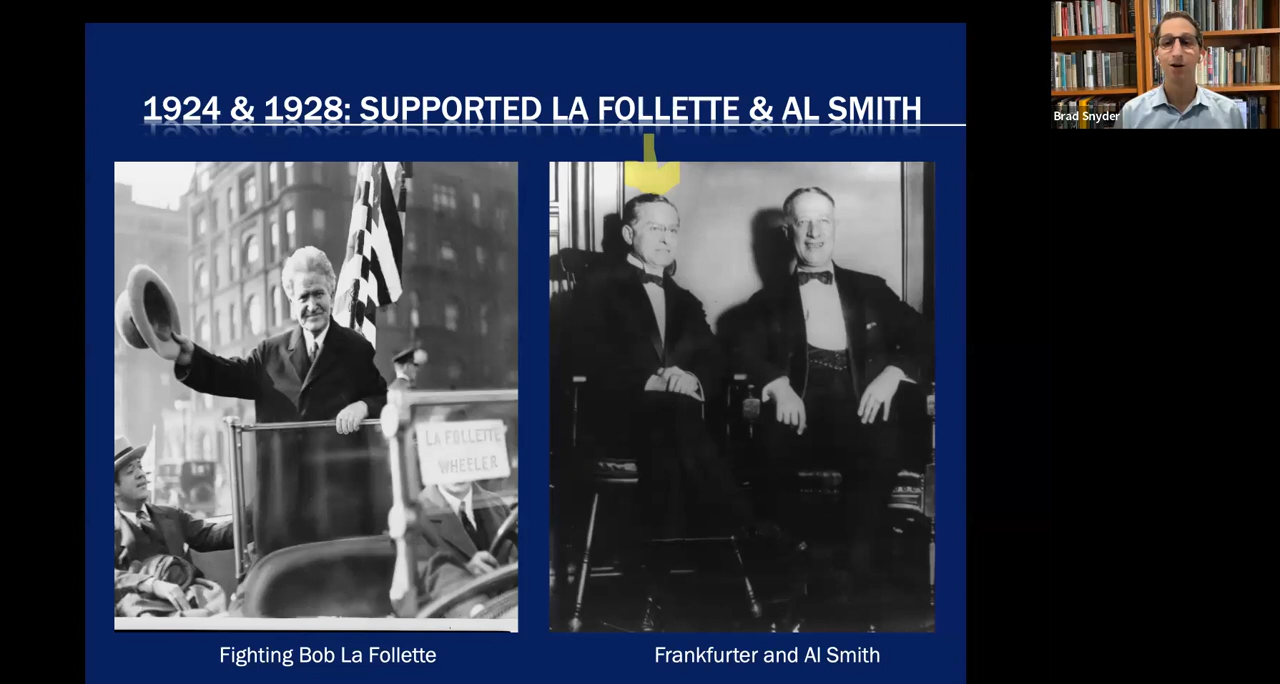 1924 & 1928: SUPPORTED LA FOLLETTE & AL SMITH
Brad Snyder
LA FOLLETTE
WHEELER
Fighting Bob La Follette
Frankfurter and Al Smith